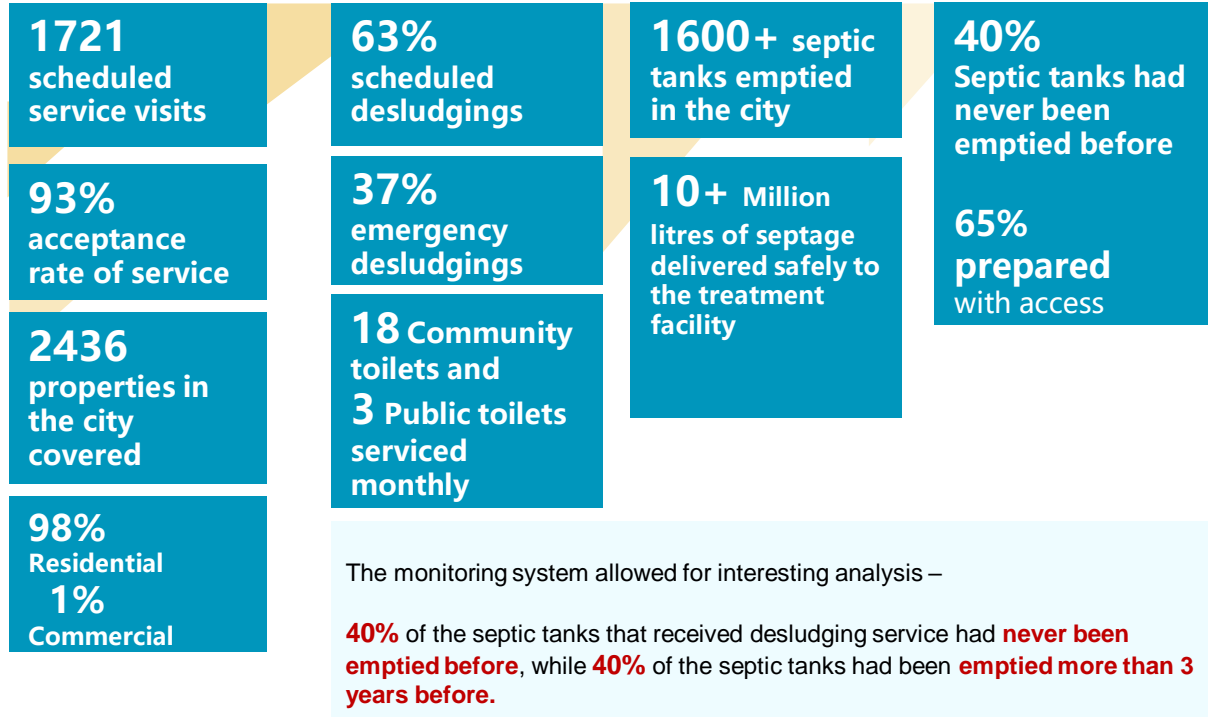 1721
scheduled
service visits
93%
acceptance
rate of service
2436
properties in
the city
covered
98%
Residential
1%
Commercial
63%
scheduled
desludgings
37%
emergency
desludgings
18 Community
toilets and
3 Public toilets
serviced
monthly
1600+ septic
tanks emptied
in the city
10+ Million
litres of septage
delivered safely to
the treatment
facility
40%
Septic tanks had
never been
emptied before
65%
prepared
with access
The monitoring system allowed for interesting analysis –
40% of the septic tanks that received desludging service had never been
emptied before, while 40% of the septic tanks had been emptied more than 3
years before.